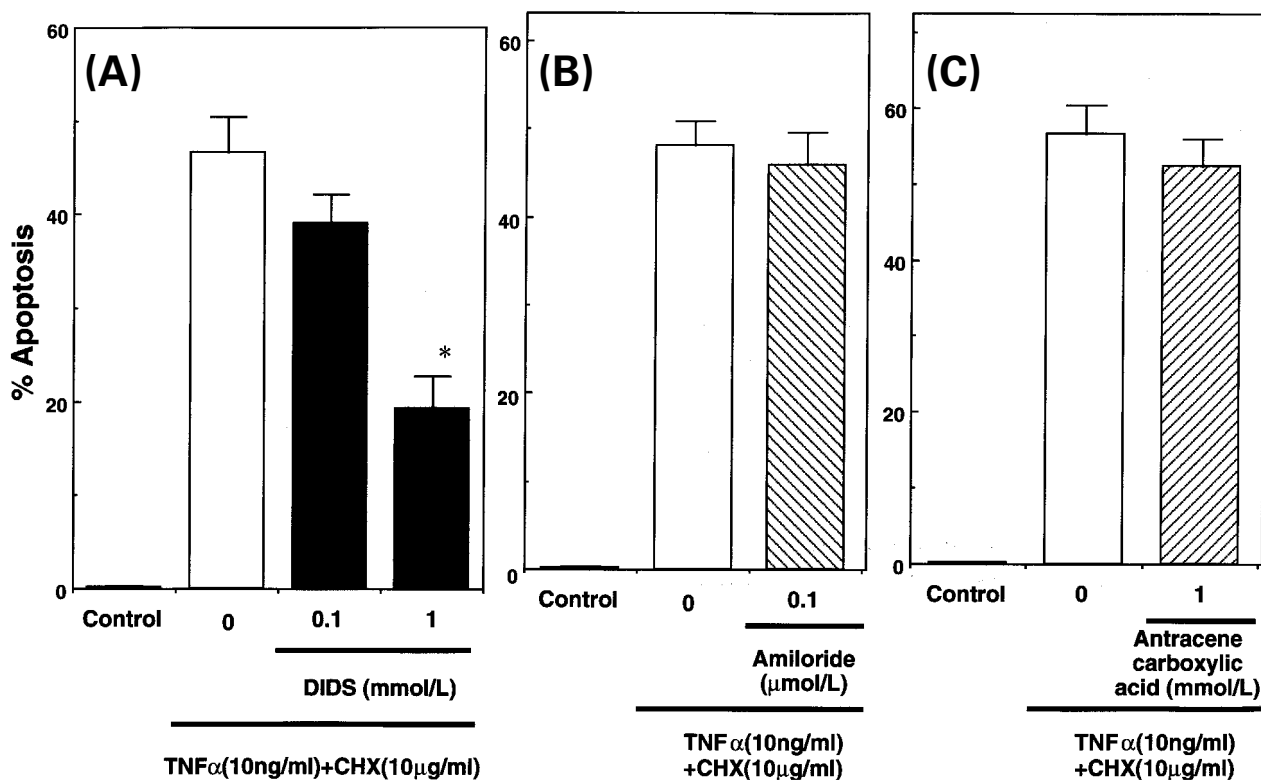 (A)
% Apoptosis
60
40
20
0
Control
0
0.1
1
DIDS (mmol/L)
TNFα(10ng/ml)+CHX(10μg/ml)
(B)
60
40
20
0
Control
0
0.1
Amiloride
(μmol/L)
TNFα(10ng/ml)
+CHX(10μg/ml)
(C)
60
40
20
0
Control
0
1
Antracene
carboxylic
acid (mmol/L)
TNFα(10ng/ml)
+CHX(10μg/ml)
*